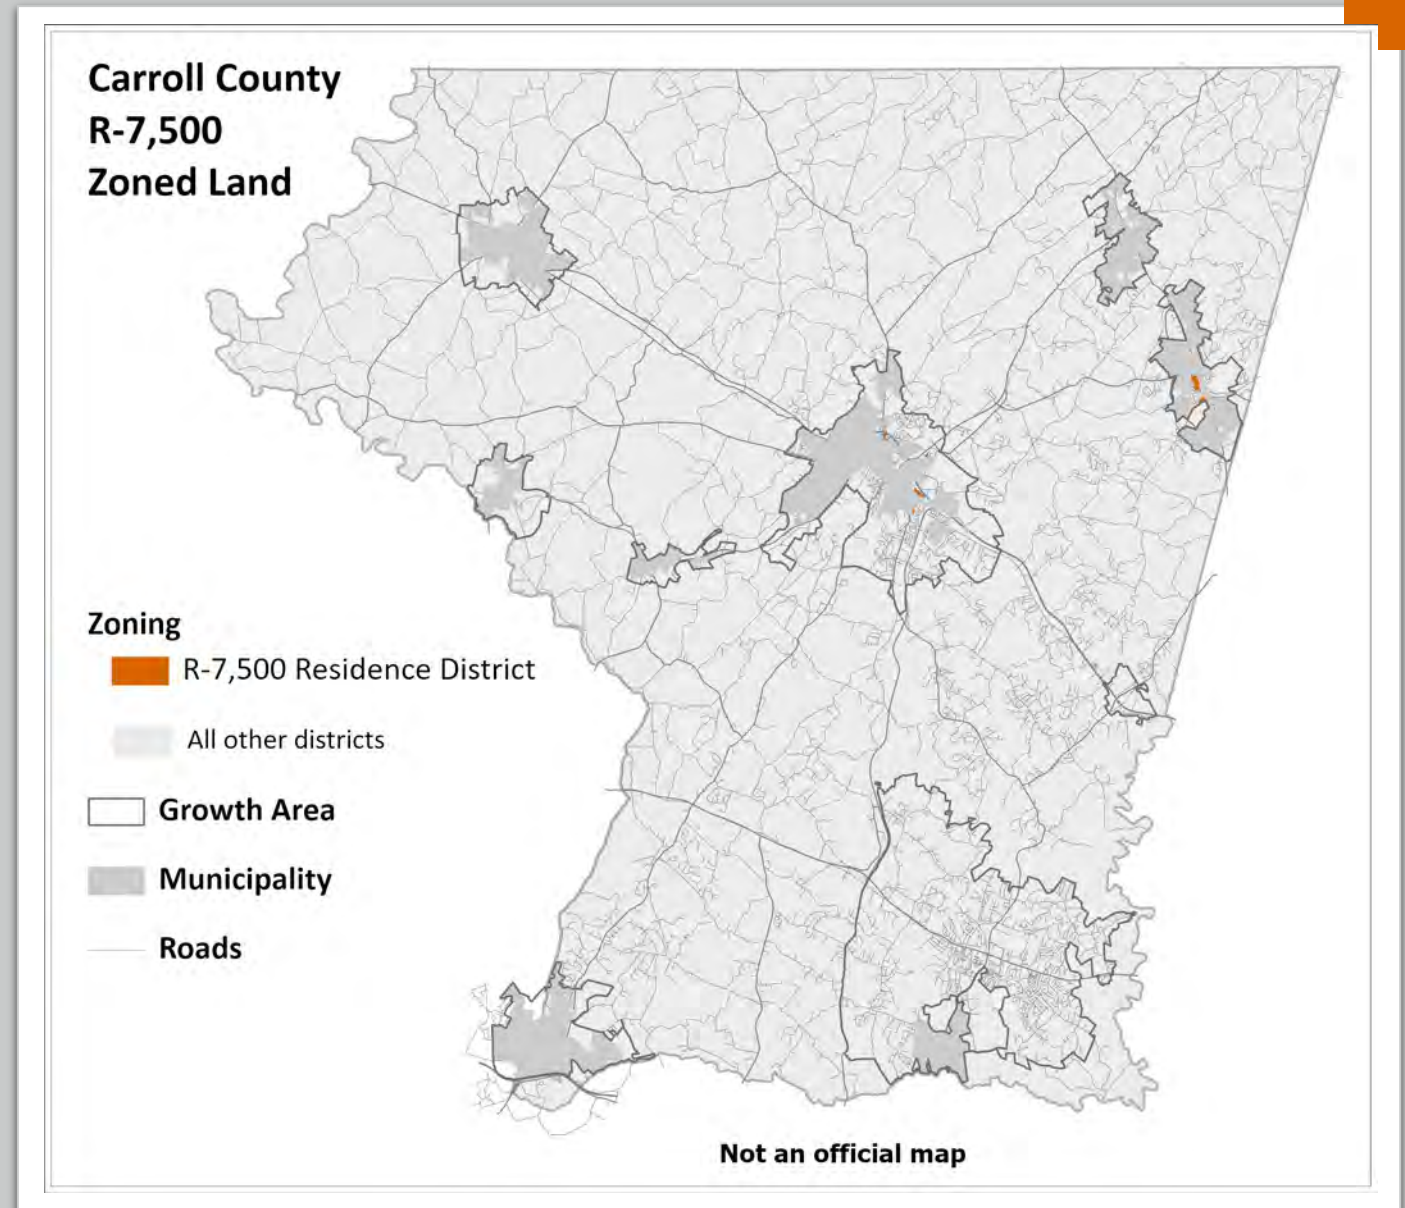 Carroll County
R-7,500
Zoned Land
Zoning
R-7,500 Residence District
All other districts
Growth Area
Municipality
Roads
Not an official map